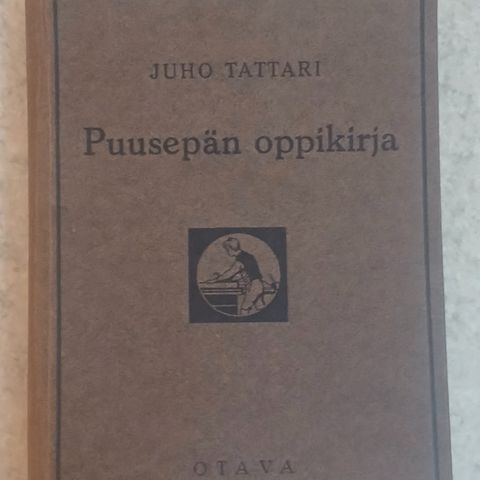 JUHO TATTARI
Puusepän oppikirja
OTAVA